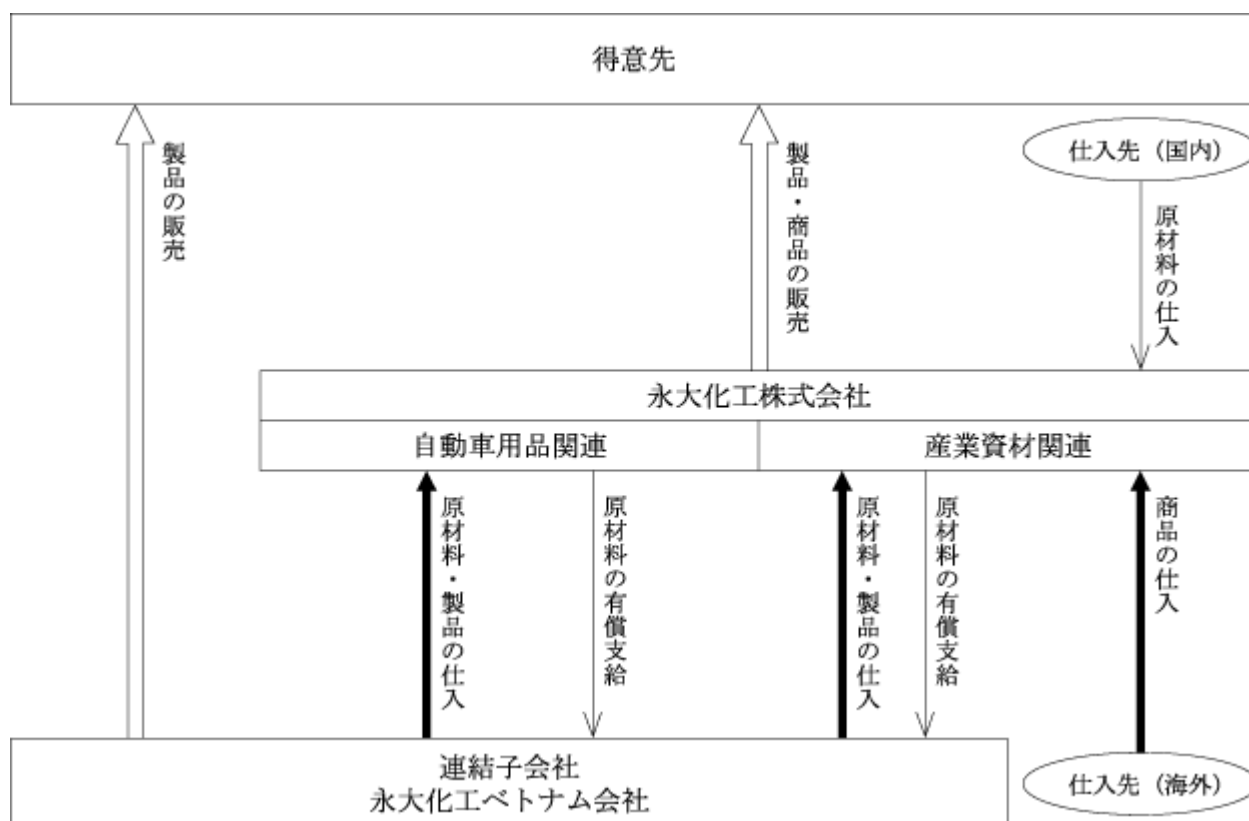 得意先
製品の販売
製品・商品の販売
仕入先（国内）
原材料の仕入
永大化工株式会社
自動車用品関連
産業資材関連
原材料・製品の仕入
原材料の有償支給
原材料・製品の仕入
原材料の有償支給
商品の仕入
連結子会社
永大化工ベトナム会社
仕入先（海外）